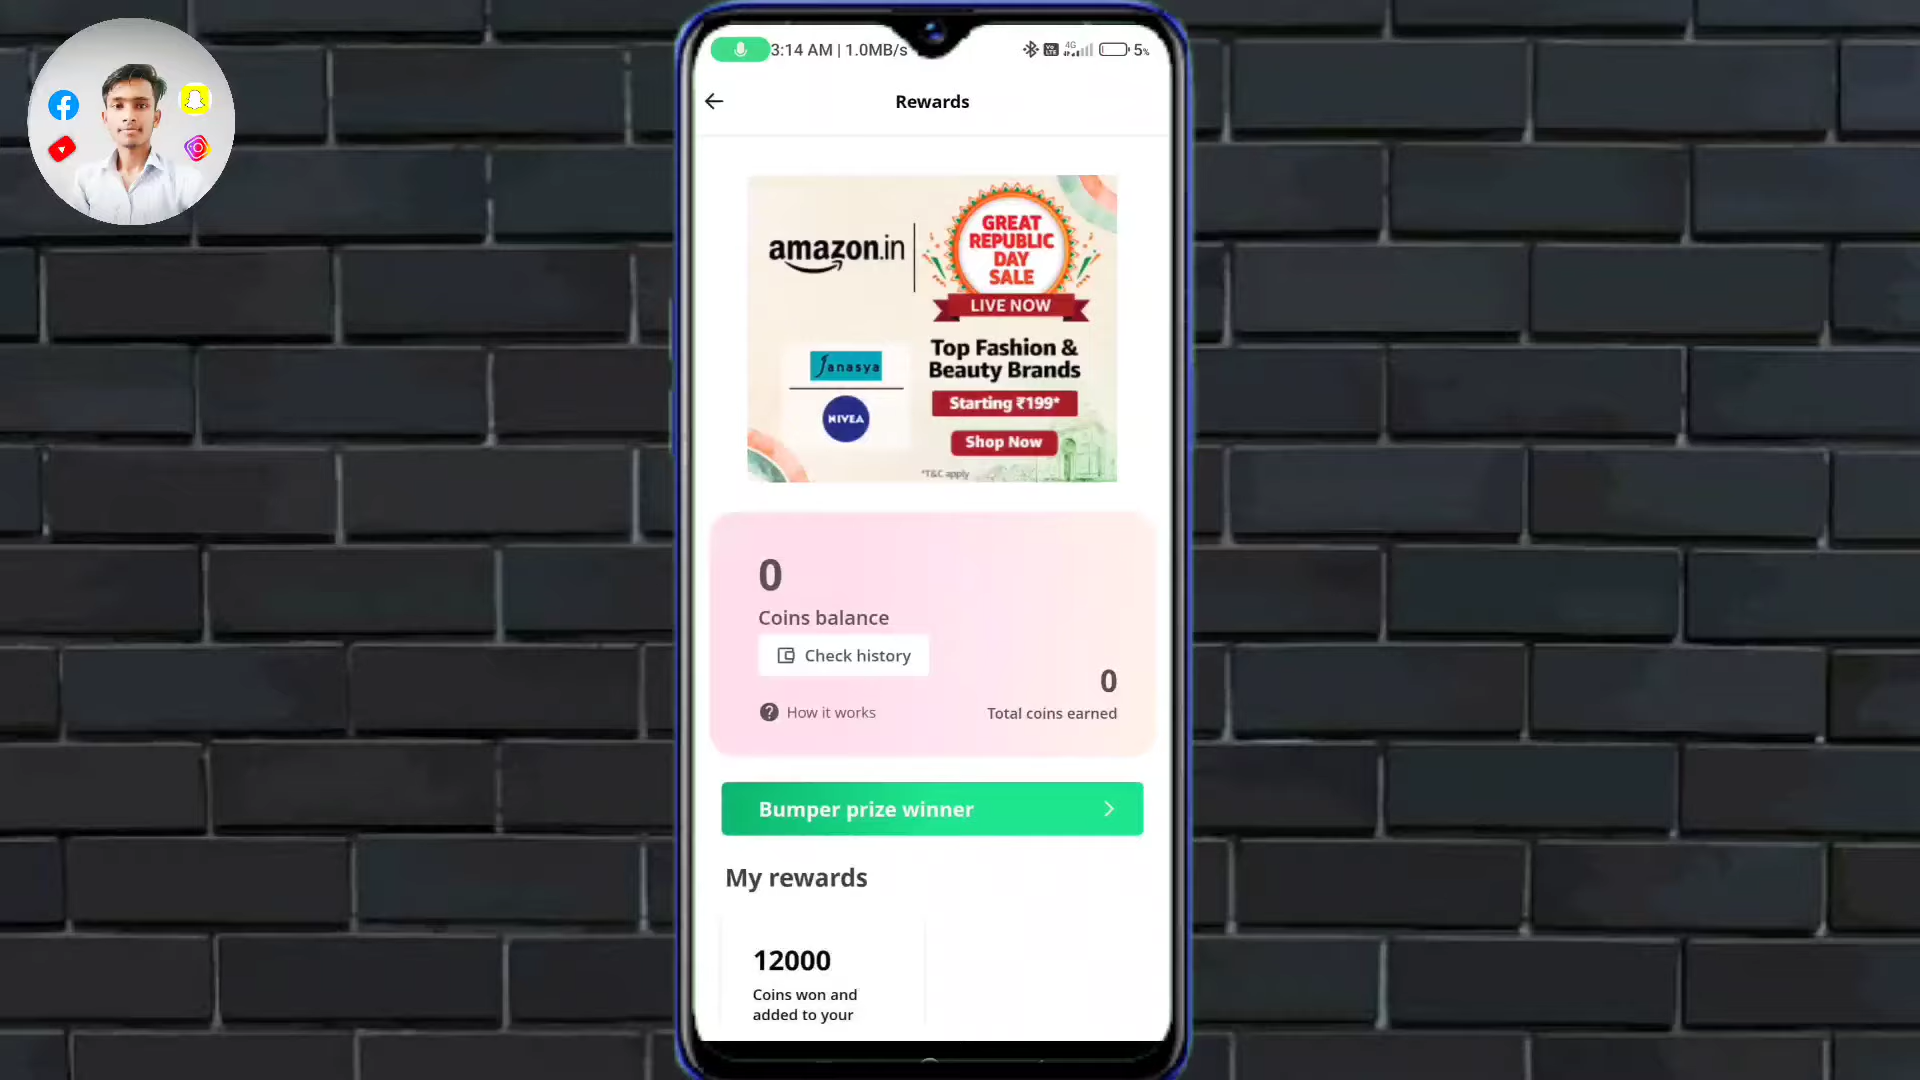 3:14 AM | 1.0MB/s
4G
5%
Rewards
amazon.in
GREAT
REPUBLIC
DAY
SALE
LIVE NOW
Top Fashion &
Beauty Brands
Janasya
NIVEA
Starting ₹199*
Shop Now
*T&C apply
0
Coins balance
Check history
0
How it works
Total coins earned
Bumper prize winner
My rewards
12000
Coins won and
added to your